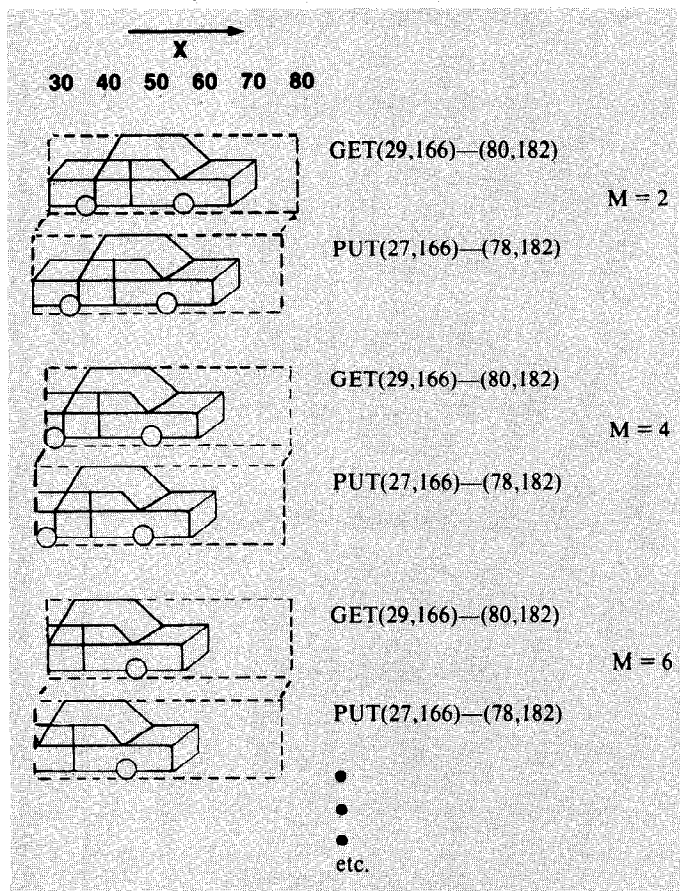 X
30 40 50 60 70 80
GET(29,166)—(80,182)
M = 2
PUT(27,166)—(78,182)
GET(29,166)—(80,182)
M = 4
PUT(27,166)—(78,182)
GET(29,166)—(80,182)
M = 6
PUT(27,166)—(78,182)
etc.